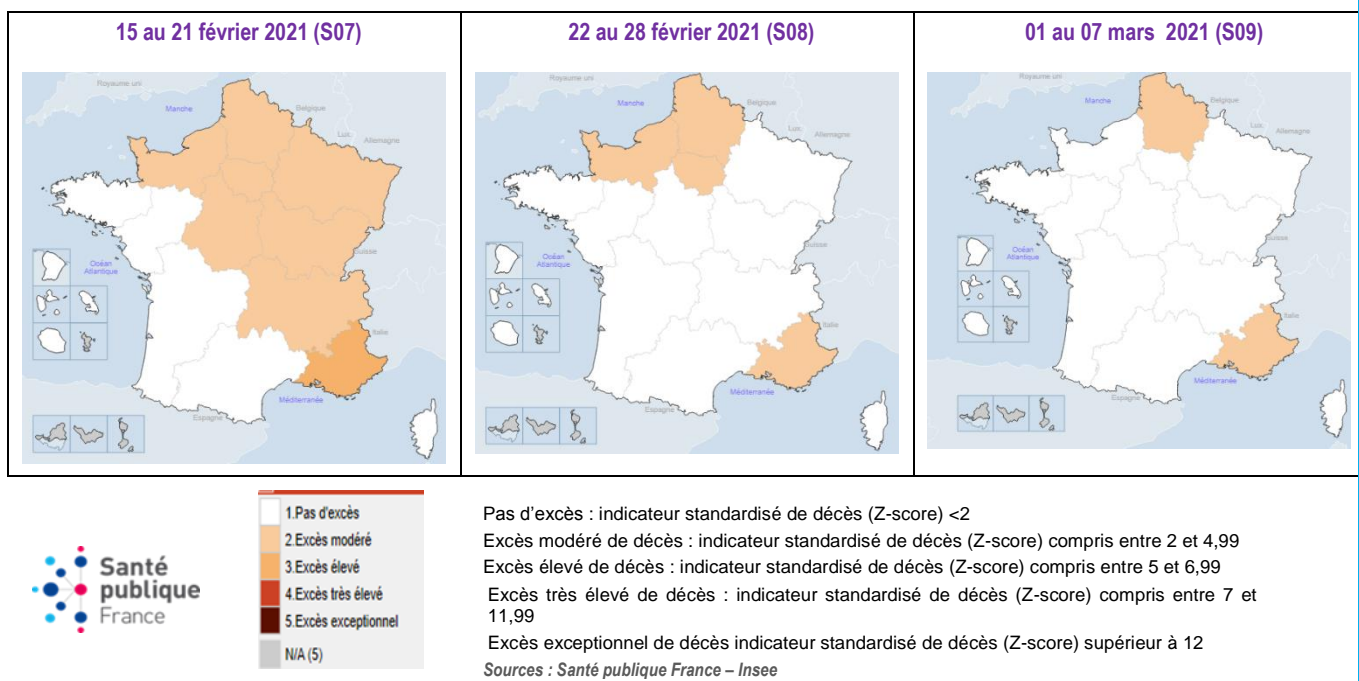 15 au 21 février 2021 (S07)
22 au 28 février 2021 (S08)
01 au 07 mars 2021 (S09)
Royaume uni
Manche
Belgique
Lux.
Allemagne
Suisse
Océan
Atlantique
Italie
Méditerranée
Espagne
Royaume uni
Manche
Belgique
Lux.
Allemagne
Suisse
Océan
Atlantique
Italie
Méditerranée
Espagne
Royaume uni
Manche
Belgique
Lux.
Allemagne
Suisse
Océan
Atlantique
Italie
Méditerranée
Espagne
Santé
publique
France
1.Pas d'excès
2.Excès modéré
3.Excès élevé
4.Excès très élevé
5.Excès exceptionnel
N/A (5)
Pas d'excès : indicateur standardisé de décès (Z-score) <2
Excès modéré de décès : indicateur standardisé de décès (Z-score) compris entre 2 et 4,99
Excès élevé de décès : indicateur standardisé de décès (Z-score) compris entre 5 et 6,99
Excès très élevé de décès : indicateur standardisé de décès (Z-score) compris entre 7 et
11,99
Excès exceptionnel de décès indicateur standardisé de décès (Z-score) supérieur à 12
Sources : Santé publique France – Insee